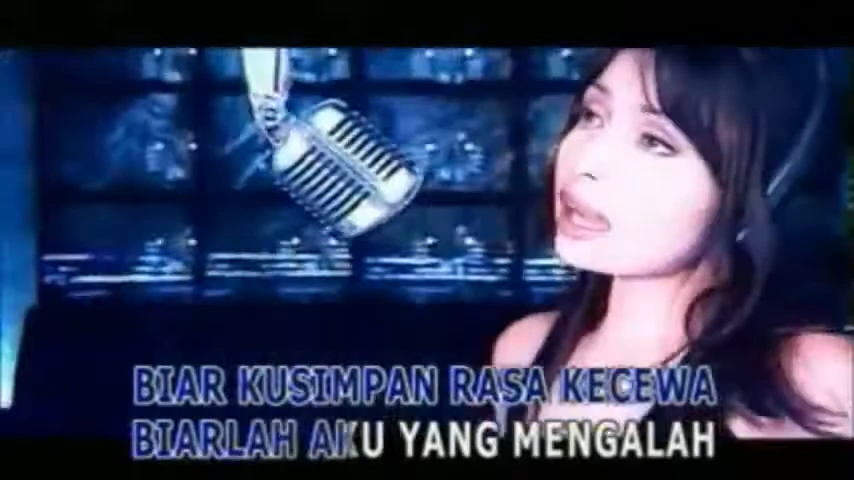 BIAR KUSIMPAN RASA KECEWA
BIARLAH AKU YANG MENGALAH